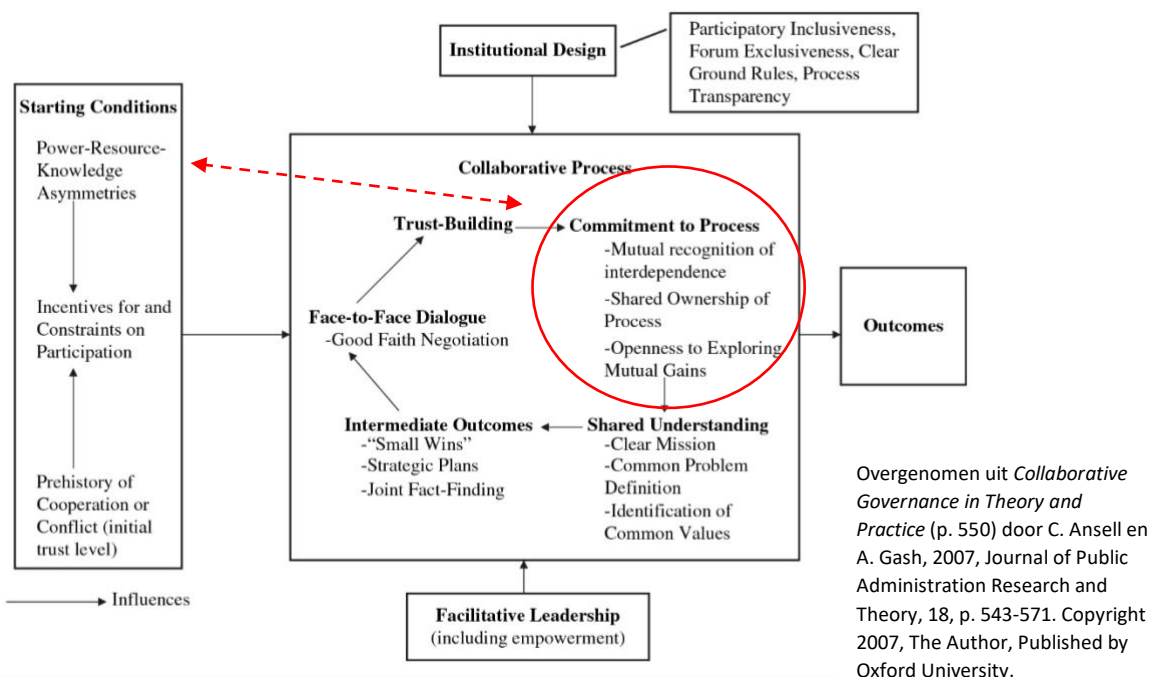 Institutional Design
Participatory Inclusiveness,
Forum Exclusiveness, Clear
Ground Rules, Process
Transparency
Starting Conditions
Power-Resource-
Knowledge
Asymmetries
Incentives for and
Constraints on
Participation
Prehistory of
Cooperation or
Conflict (initial
trust level)
Influences
Collaborative Process
Trust-Building
Commitment to Process
-Mutual recognition of
interdependence
-Shared Ownership of
Process
-Openness to Exploring
Mutual Gains
Face-to-Face Dialogue
-Good Faith Negotiation
Intermediate Outcomes
-“Small Wins”
-Strategic Plans
-Joint Fact-Finding
Shared Understanding
-Clear Mission
-Common Problem
Definition
-Identification of
Common Values
Outcomes
Facilitative Leadership
(including empowerment)
Overgenomen uit Collaborative
Governance in Theory and
Practice (p. 550) door C. Ansell en
A. Gash, 2007, Journal of Public
Administration Research and
Theory, 18, p. 543-571. Copyright
2007, The Author, Published by
Oxford University.